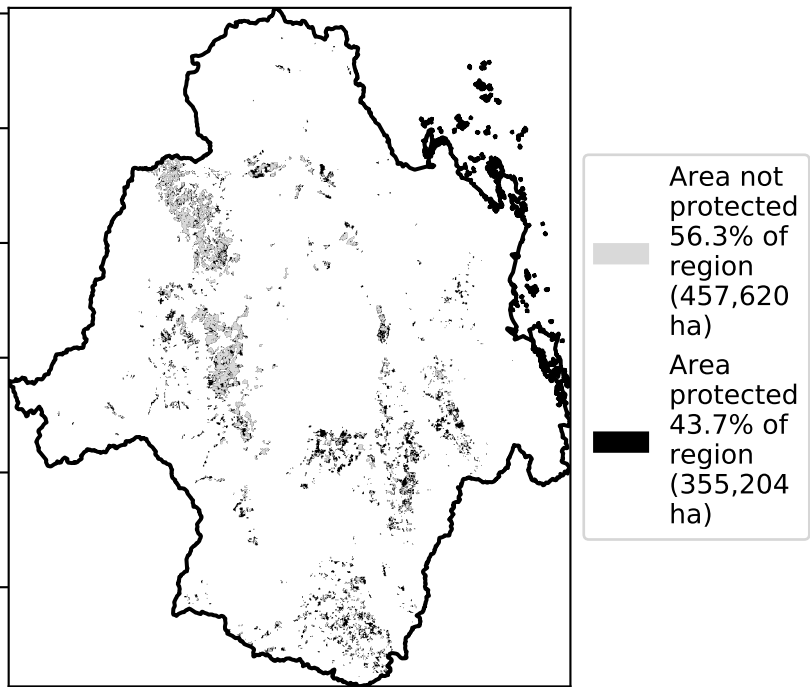 Area not
protected
56.3% of
region
(457,620
ha)
Area
protected
43.7% of
region
(355,204
ha)